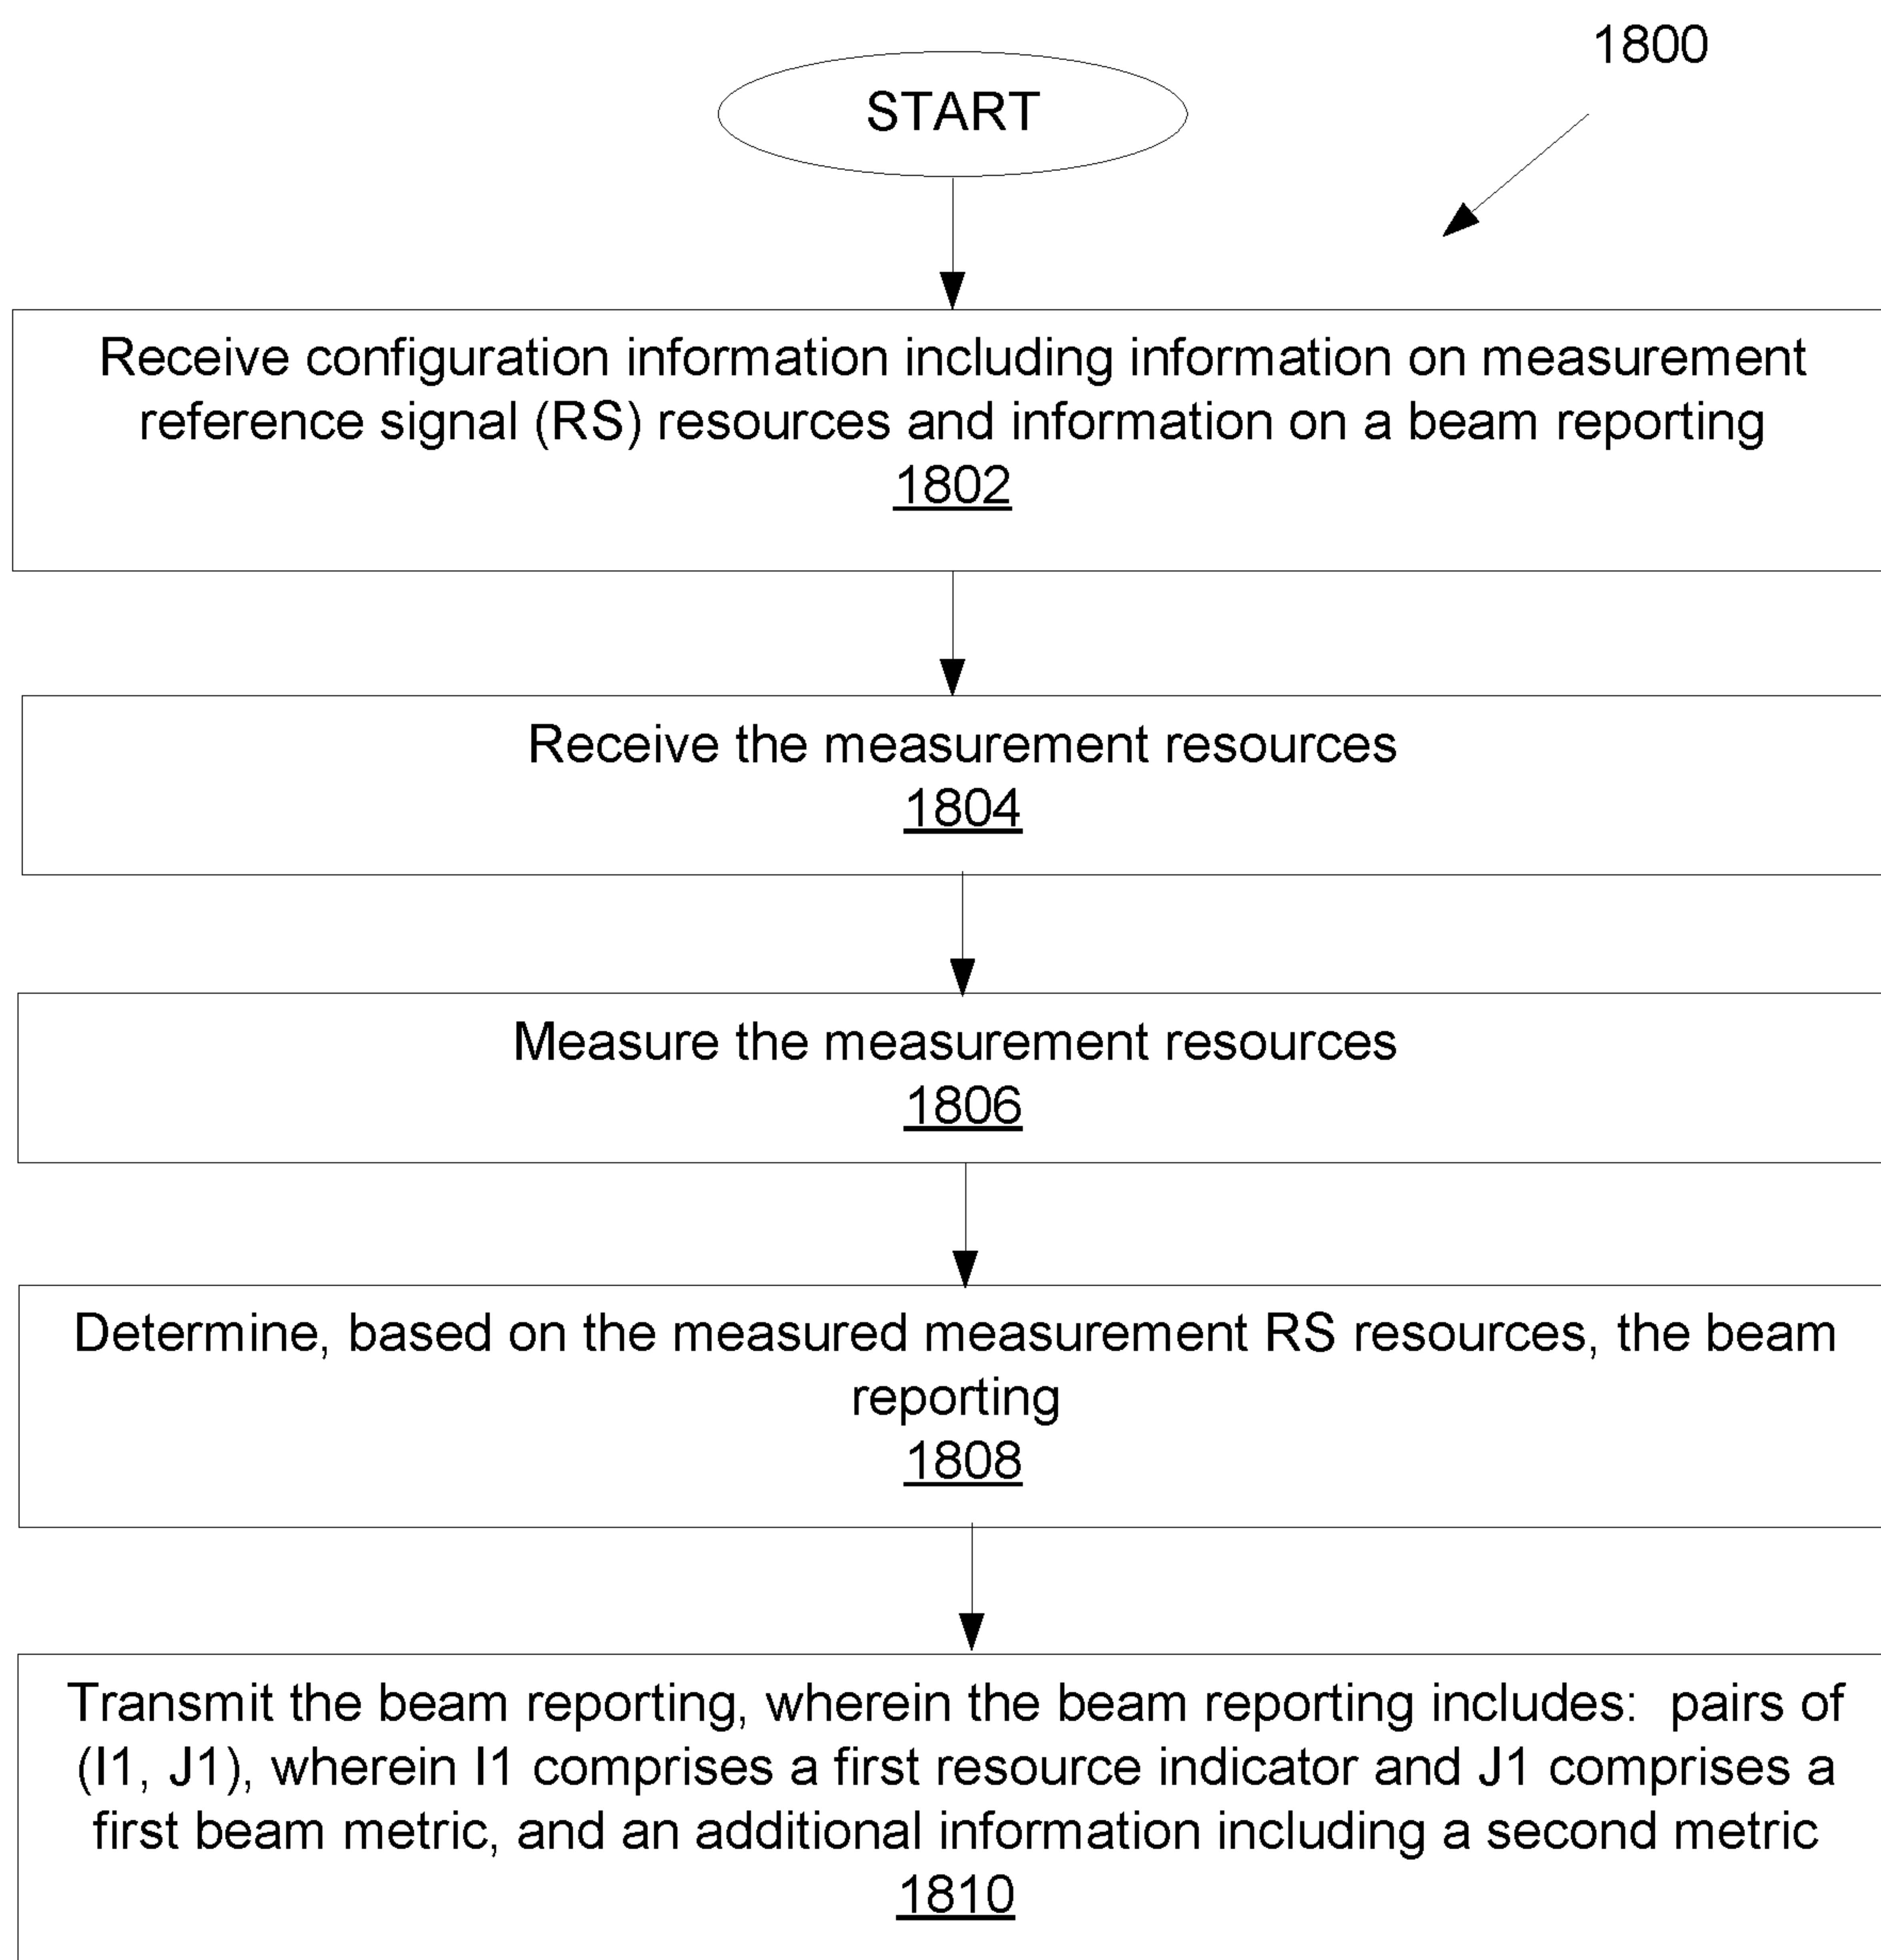 1800
START
Receive configuration information including information on measurement
reference signal (RS) resources and information on a beam reporting
1802
Receive the measurement resources
1804
Measure the measurement resources
1806
Determine, based on the measured measurement RS resources, the beam
reporting
1808
Transmit the beam reporting, wherein the beam reporting includes:  pairs of
(I1, J1), wherein I1 comprises a first resource indicator and J1 comprises a
first beam metric, and an additional information including a second metric
1810